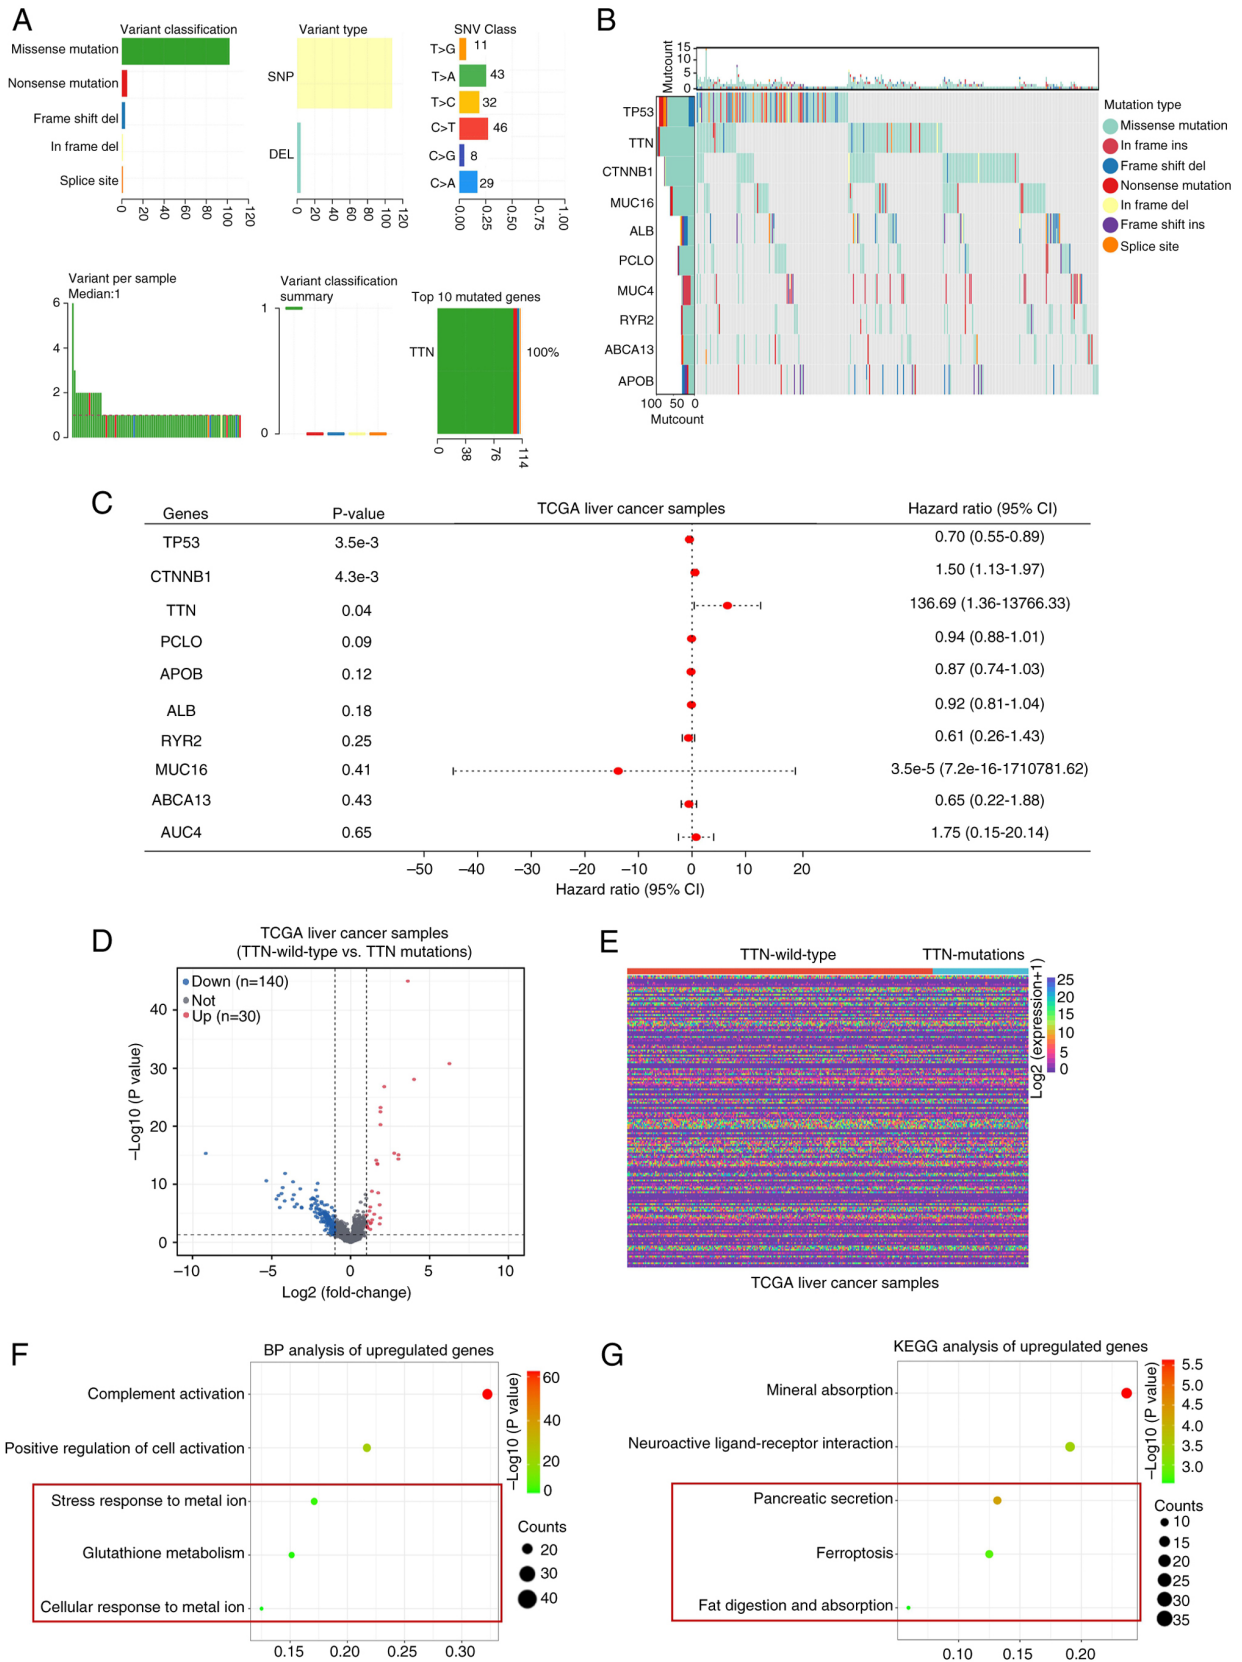 A
Variant classification
Missense mutation
Nonsense mutation
Frame shift del
In frame del
Splice site
0 20 40 60 80 100 120
Variant type
SNP
DEL
0 20 40 60 80 100 120
SNV Class
T>G 11
T>A 43
T>C 32
C>T 46
C>G 8
C>A 29
0.00 0.25 0.50 0.75 1.00
Variant per sample
Median:1
6
4
2
0
Variant classification
summary
1
0
Top 10 mutated genes
TTN 100%
0 38 76 114
B
Mutcount
15
10
5
0
TP53
TTN
CTNNB1
MUC16
ALB
PCLO
MUC4
RYR2
ABCA13
APOB
100 50 0
Mutcount
Mutation type
Missense mutation
In frame ins
Frame shift del
Nonsense mutation
In frame del
Frame shift ins
Splice site
C
Genes P-value TCGA liver cancer samples Hazard ratio (95% CI)
TP53 3.5e-3 0.70 (0.55-0.89)
CTNNB1 4.3e-3 1.50 (1.13-1.97)
TTN 0.04 136.69 (1.36-13766.33)
PCLO 0.09 0.94 (0.88-1.01)
APOB 0.12 0.87 (0.74-1.03)
ALB 0.18 0.92 (0.81-1.04)
RYR2 0.25 0.61 (0.26-1.43)
MUC16 0.41 3.5e-5 (7.2e-16-1710781.62)
ABCA13 0.43 0.65 (0.22-1.88)
AUC4 0.65 1.75 (0.15-20.14)
−50 −40 −30 −20 −10 0 10 20
Hazard ratio (95% CI)
D
TCGA liver cancer samples
(TTN-wild-type vs. TTN mutations)
Down (n=140)
Not
Up (n=30)
−Log10 (P value)
40
30
20
10
0
−10 −5 0 5 10
Log2 (fold-change)
E
TTN-wild-type TTN-mutations
Log2 (expression+1)
25
20
15
10
5
0
TCGA liver cancer samples
F
BP analysis of upregulated genes
Complement activation
Positive regulation of cell activation
Stress response to metal ion
Glutathione metabolism
Cellular response to metal ion
0.15 0.20 0.25 0.30
−Log10 (P value)
60
40
20
0
Counts
20
30
40
G
KEGG analysis of upregulated genes
Mineral absorption
Neuroactive ligand-receptor interaction
Pancreatic secretion
Ferroptosis
Fat digestion and absorption
0.10 0.15 0.20
−Log10 (P value)
5.5
5.0
4.5
4.0
3.5
3.0
Counts
10
15
20
25
30
35